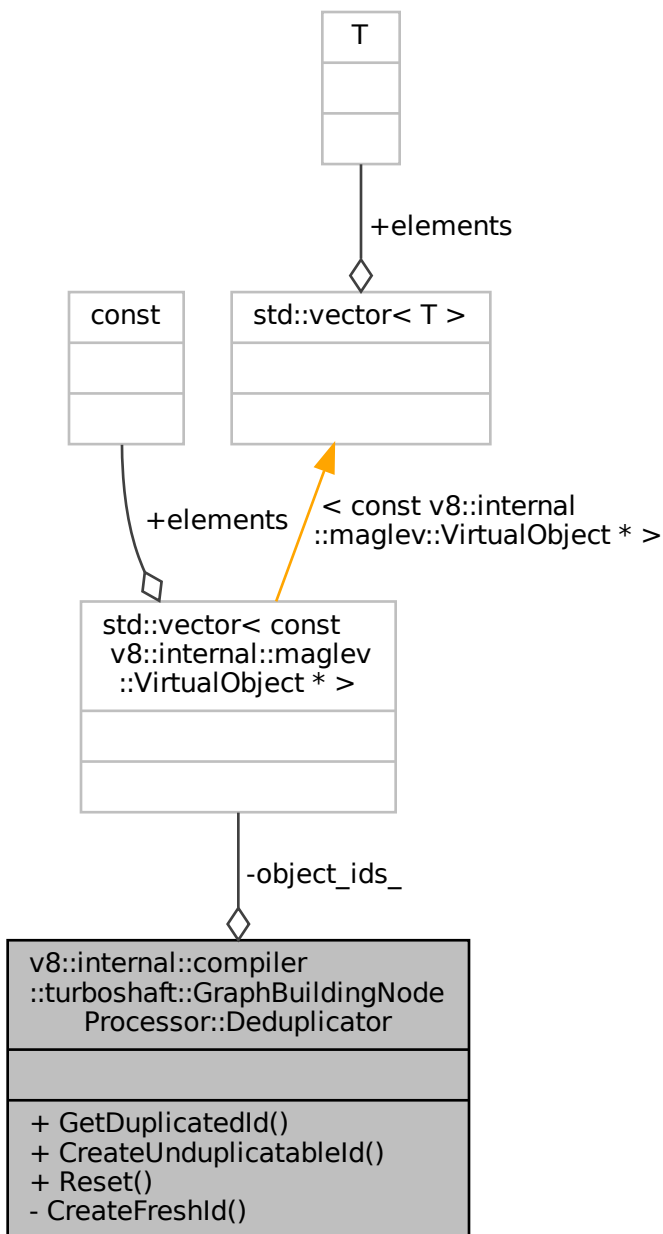 T
+elements
const
std::vector< T >
+elements
< const v8::internal
::maglev::VirtualObject * >
std::vector< const
v8::internal::maglev
::VirtualObject * >
-object_ids_
v8::internal::compiler
::turboshaft::GraphBuildingNode
Processor::Deduplicator
+ GetDuplicatedId()
+ CreateUnduplicatableId()
+ Reset()
- CreateFreshId()